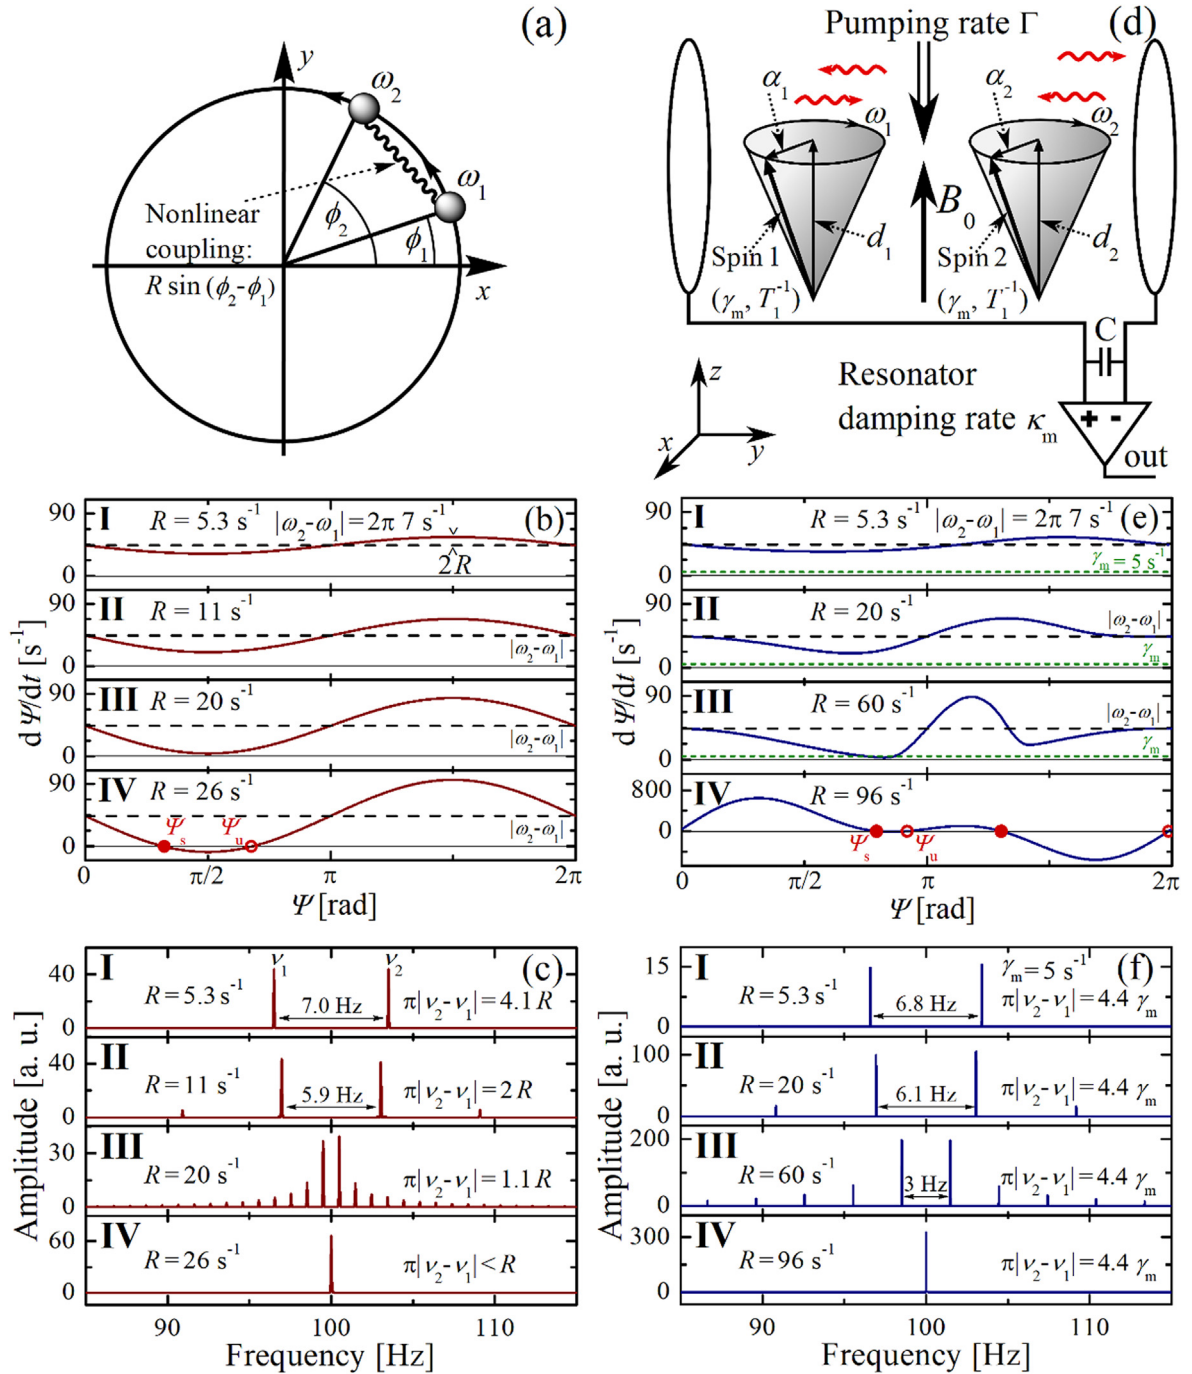 (a)
y
ω₂
ω₁
Nonlinear
coupling:
R sin (ϕ₂-ϕ₁)
ϕ₂
ϕ₁
x
(d)
Pumping rate Γ
α₁
ω₁
α₂
ω₂
B₀
d₁
d₂
Spin 1
Spin 2
(γₘ, T₁⁻¹)
(γₘ, T₁⁻¹)
C
z
x
y
Resonator
damping rate κₘ
+ -
out
(b)
dΨ/dt [s⁻¹]
I R = 5.3 s⁻¹ |ω₂-ω₁| = 2π 7 s⁻¹
2R
90
0
II R = 11 s⁻¹
|ω₂-ω₁|
90
0
III R = 20 s⁻¹
|ω₂-ω₁|
90
0
IV R = 26 s⁻¹
|ω₂-ω₁|
Ψₛ Ψᵤ
90
0
0 π/2 π 2π
Ψ [rad]
(e)
dΨ/dt [s⁻¹]
I R = 5.3 s⁻¹ |ω₂-ω₁| = 2π 7 s⁻¹
γₘ = 5 s⁻¹
90
0
II R = 20 s⁻¹
|ω₂-ω₁|
γₘ
90
0
III R = 60 s⁻¹
|ω₂-ω₁|
γₘ
90
0
IV R = 96 s⁻¹
Ψₛ Ψᵤ
800
0
0 π/2 π 2π
Ψ [rad]
(c)
Amplitude [a. u.]
I ν₁ ν₂
R = 5.3 s⁻¹ 7.0 Hz π|ν₂-ν₁| = 4.1 R
40
0
II
R = 11 s⁻¹ 5.9 Hz π|ν₂-ν₁| = 2 R
40
0
III
R = 20 s⁻¹ π|ν₂-ν₁| = 1.1 R
30
0
IV
R = 26 s⁻¹ π|ν₂-ν₁| < R
60
0
90 100 110
Frequency [Hz]
(f)
Amplitude [a. u.]
I γₘ = 5 s⁻¹
R = 5.3 s⁻¹ 6.8 Hz π|ν₂-ν₁| = 4.4 γₘ
15
0
II
R = 20 s⁻¹ 6.1 Hz π|ν₂-ν₁| = 4.4 γₘ
100
0
III
R = 60 s⁻¹ 3 Hz π|ν₂-ν₁| = 4.4 γₘ
200
0
IV
R = 96 s⁻¹ π|ν₂-ν₁| = 4.4 γₘ
300
0
90 100 110
Frequency [Hz]